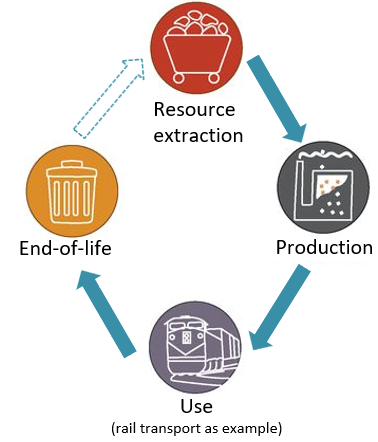 Resource
extraction
Production
Use
(rail transport as example)
End-of-life